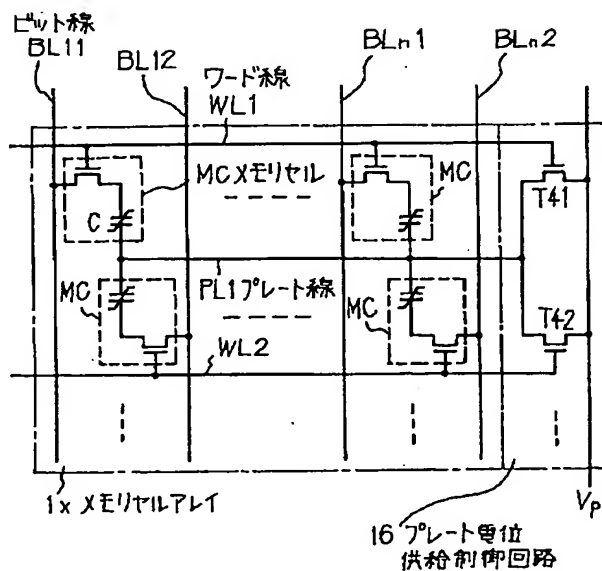 ビット線
BL11
BL12
ワード線
WL1
BLn1
BLn2
MCメモリセル
MC
T41
C
MC
PL1プレート線
MC
T42
WL2
1x メモリセルアレイ
16 プレート電位
供給制御回路
Vp